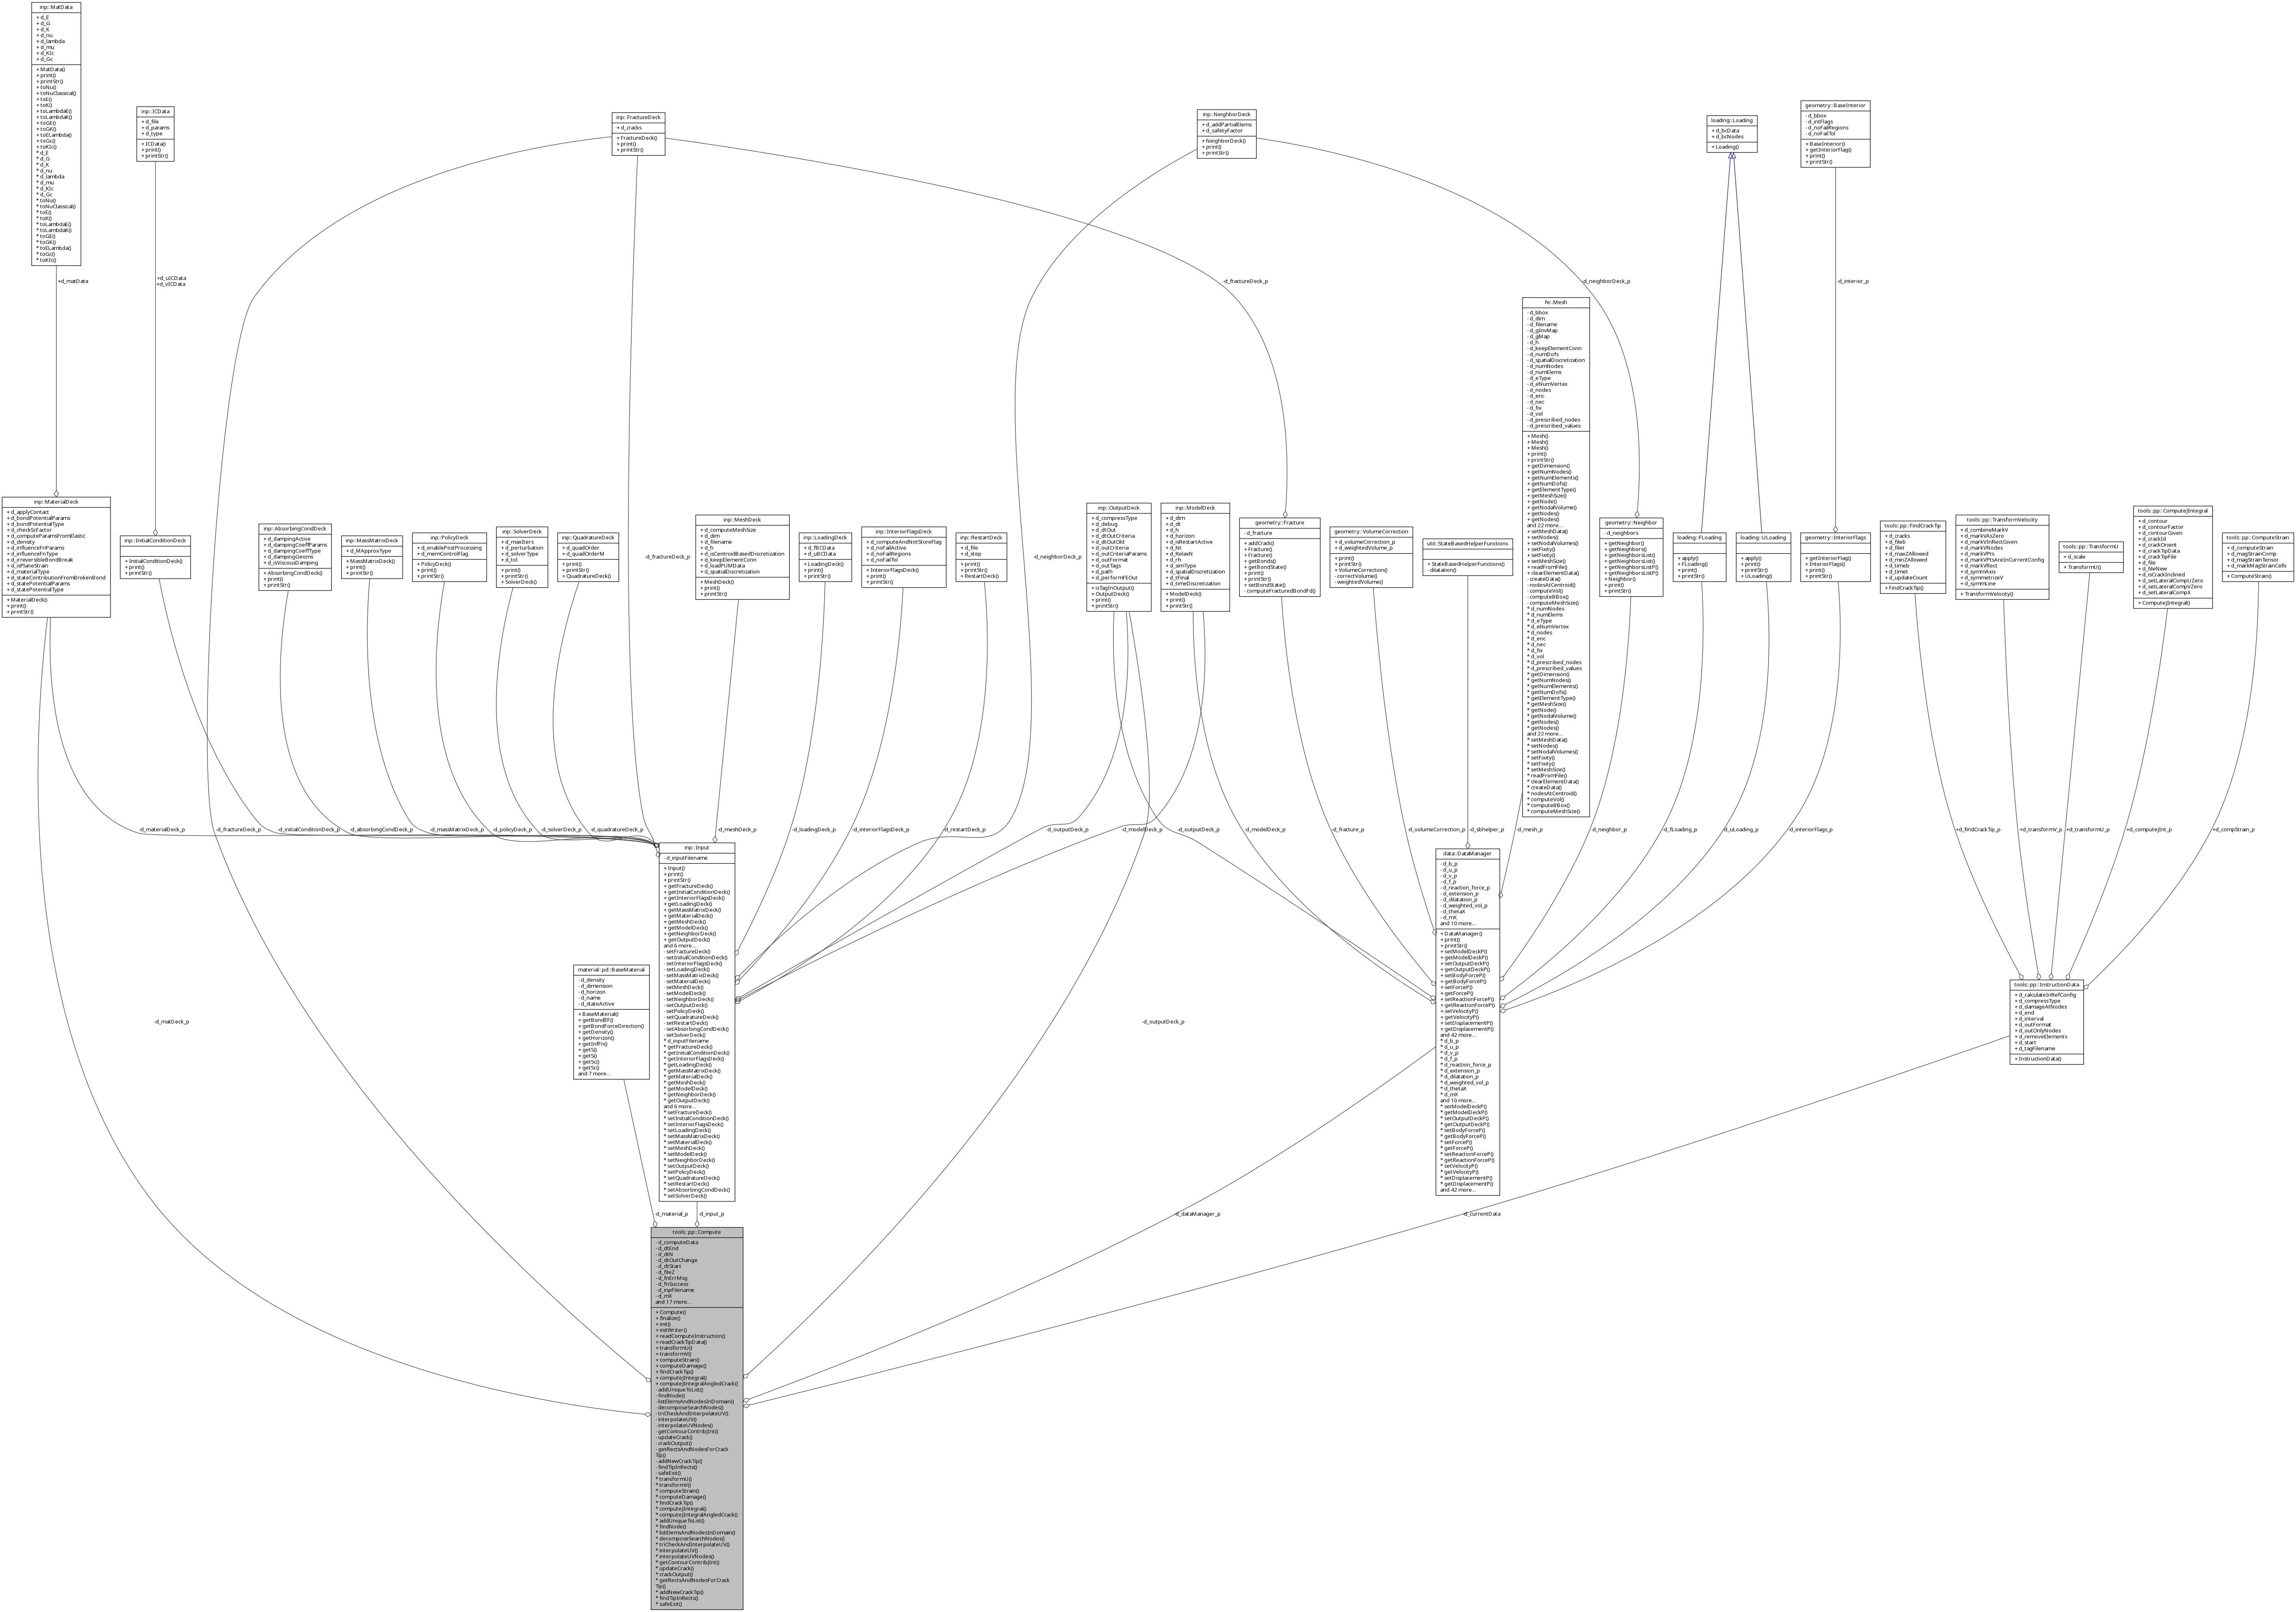 inp::MatData
+ d_E
+ d_G
+ d_K
+ d_nu
+ d_lambda
+ d_mu
+ d_KIc
+ d_Gc
+ MatData()
+ print()
+ printStr()
+ toNu()
+ toNuClassical()
+ toE()
+ toK()
+ toLambdaE()
+ toLambdaK()
+ toGE()
+ toGK()
+ toELambda()
+ toGc()
+ toKIc()
* d_E
* d_G
* d_K
* d_nu
* d_lambda
* d_mu
* d_KIc
* d_Gc
* toNu()
* toNuClassical()
* toE()
* toK()
* toLambdaE()
* toLambdaK()
* toGE()
* toGK()
* toELambda()
* toGc()
* toKIc()
inp::ICData
+ d_file
+ d_params
+ d_type
+ ICData()
+ print()
+ printStr()
inp::FractureDeck
+ d_cracks
+ FractureDeck()
+ print()
+ printStr()
inp::NeighborDeck
+ d_addPartialElems
+ d_safetyFactor
+ NeighborDeck()
+ print()
+ printStr()
loading::Loading
+ d_bcData
+ d_bcNodes
+ Loading()
geometry::BaseInterior
- d_bbox
- d_intFlags
- d_noFailRegions
- d_noFailTol
+ BaseInterior()
+ getInteriorFlag()
+ print()
+ printStr()
+d_matData
+d_uICData
+d_vICData
-d_fractureDeck_p
-d_neighborDeck_p
-d_interior_p
fe::Mesh
- d_bbox
- d_dim
- d_filename
- d_gInvMap
- d_gMap
- d_h
- d_keepElementConn
- d_numDofs
- d_spatialDiscretization
- d_numNodes
- d_numElems
- d_eType
- d_eNumVertex
- d_nodes
- d_enc
- d_nec
- d_fix
- d_vol
- d_prescribed_nodes
- d_prescribed_values
+ Mesh()
+ Mesh()
+ Mesh()
+ print()
+ printStr()
+ getDimension()
+ getNumNodes()
+ getNumElements()
+ getNumDofs()
+ getElementType()
+ getMeshSize()
+ getNode()
+ getNodalVolume()
+ getNodes()
+ getNodes()
and 22 more...
+ setMeshData()
+ setNodes()
+ setNodalVolumes()
+ setFixity()
+ setFixity()
+ setMeshSize()
+ readFromFile()
+ clearElementData()
- createData()
- nodesAtCentroid()
- computeVol()
- computeBBox()
- computeMeshSize()
* d_numNodes
* d_numElems
* d_eType
* d_eNumVertex
* d_nodes
* d_enc
* d_nec
* d_fix
* d_vol
* d_prescribed_nodes
* d_prescribed_values
* getDimension()
* getNumNodes()
* getNumElements()
* getNumDofs()
* getElementType()
* getMeshSize()
* getNode()
* getNodalVolume()
* getNodes()
* getNodes()
and 22 more...
* setMeshData()
* setNodes()
* setNodalVolumes()
* setFixity()
* setFixity()
* setMeshSize()
* readFromFile()
* clearElementData()
* createData()
* nodesAtCentroid()
* computeVol()
* computeBBox()
* computeMeshSize()
inp::MaterialDeck
+ d_applyContact
+ d_bondPotentialParams
+ d_bondPotentialType
+ d_checkScFactor
+ d_computeParamsFromElastic
+ d_density
+ d_influenceFnParams
+ d_influenceFnType
+ d_irreversibleBondBreak
+ d_isPlaneStrain
+ d_matData
+ d_materialType
+ d_stateContributionFromBrokenBond
+ d_statePotentialParams
+ d_statePotentialType
+ MaterialDeck()
+ print()
+ printStr()
inp::InitialConditionDeck
+ InitialConditionDeck()
+ print()
+ printStr()
inp::AbsorbingCondDeck
+ d_dampingActive
+ d_dampingCoeffParams
+ d_dampingCoeffType
+ d_dampingGeoms
+ d_isViscousDamping
+ AbsorbingCondDeck()
+ print()
+ printStr()
inp::MassMatrixDeck
+ d_MApproxType
+ MassMatrixDeck()
+ print()
+ printStr()
inp::PolicyDeck
+ d_enablePostProcessing
+ d_memControlFlag
+ PolicyDeck()
+ print()
+ printStr()
inp::SolverDeck
+ d_maxIters
+ d_perturbation
+ d_solverType
+ d_tol
+ print()
+ printStr()
+ SolverDeck()
inp::QuadratureDeck
+ d_quadOrder
+ d_quadOrderM
+ print()
+ printStr()
+ QuadratureDeck()
-d_fractureDeck_p
inp::MeshDeck
+ d_computeMeshSize
+ d_dim
+ d_filename
+ d_h
+ d_isCentroidBasedDiscretization
+ d_keepElementConn
+ d_loadPUMData
+ d_spatialDiscretization
+ MeshDeck()
+ print()
+ printStr()
inp::LoadingDeck
+ d_fBCData
+ d_uBCData
+ LoadingDeck()
+ print()
+ printStr()
inp::InteriorFlagsDeck
+ d_computeAndNotStoreFlag
+ d_noFailActive
+ d_noFailRegions
+ d_noFailTol
+ InteriorFlagsDeck()
+ print()
+ printStr()
inp::RestartDeck
+ d_file
+ d_step
+ print()
+ printStr()
+ RestartDeck()
-d_neighborDeck_p
inp::OutputDeck
+ d_compressType
+ d_debug
+ d_dtOut
+ d_dtOutCriteria
+ d_dtOutOld
+ d_outCriteria
+ d_outCriteriaParams
+ d_outFormat
+ d_outTags
+ d_path
+ d_performFEOut
+ isTagInOutput()
+ OutputDeck()
+ print()
+ printStr()
inp::ModelDeck
+ d_dim
+ d_dt
+ d_h
+ d_horizon
+ d_isRestartActive
+ d_Nt
+ d_RelaxN
+ d_rh
+ d_simType
+ d_spatialDiscretization
+ d_tFinal
+ d_timeDiscretization
+ ModelDeck()
+ print()
+ printStr()
geometry::Fracture
- d_fracture
+ addCrack()
+ Fracture()
+ Fracture()
+ getBonds()
+ getBondState()
+ print()
+ printStr()
+ setBondState()
- computeFracturedBondFd()
geometry::VolumeCorrection
+ d_volumeCorrection_p
+ d_weightedVolume_p
+ print()
+ printStr()
+ VolumeCorrection()
- correctVolume()
- weightedVolume()
util::StateBasedHelperFunctions
+ StateBasedHelperFunctions()
- dilatation()
geometry::Neighbor
- d_neighbors
+ getNeighbor()
+ getNeighbors()
+ getNeighborsList()
+ getNeighborsList()
+ getNeighborsListP()
+ getNeighborsListP()
+ Neighbor()
+ print()
+ printStr()
loading::FLoading
+ apply()
+ FLoading()
+ print()
+ printStr()
loading::ULoading
+ apply()
+ print()
+ printStr()
+ ULoading()
geometry::InteriorFlags
+ getInteriorFlag()
+ InteriorFlags()
+ print()
+ printStr()
tools::pp::FindCrackTip
+ d_cracks
+ d_fileb
+ d_filet
+ d_maxZAllowed
+ d_minZAllowed
+ d_timeb
+ d_timet
+ d_updateCount
+ FindCrackTip()
tools::pp::TransformVelocity
+ d_combineMarkV
+ d_markVAsZero
+ d_markVInRectGiven
+ d_markVNodes
+ d_markVPts
+ d_markVPtsAreInCurrentConfig
+ d_markVRect
+ d_symmAxis
+ d_symmetrizeV
+ d_symmLine
+ TransformVelocity()
tools::pp::TransformU
+ d_scale
+ TransformU()
tools::pp::ComputeJIntegral
+ d_contour
+ d_contourFactor
+ d_contourGiven
+ d_crackId
+ d_crackOrient
+ d_crackTipData
+ d_crackTipFile
+ d_file
+ d_fileNew
+ d_isCrackInclined
+ d_setLateralCompUZero
+ d_setLateralCompVZero
+ d_setLateralCompX
+ ComputeJIntegral()
tools::pp::ComputeStrain
+ d_computeStrain
+ d_magStrainComp
+ d_magStrainTensor
+ d_markMagStrainCells
+ ComputeStrain()
-d_materialDeck_p
-d_fractureDeck_p
-d_initialConditionDeck_p
-d_absorbingCondDeck_p
-d_massMatrixDeck_p
-d_policyDeck_p
-d_solverDeck_p
-d_quadratureDeck_p
-d_meshDeck_p
-d_loadingDeck_p
-d_interiorFlagsDeck_p
-d_restartDeck_p
-d_outputDeck_p
-d_modelDeck_p
-d_outputDeck_p
-d_modelDeck_p
-d_fracture_p
-d_volumeCorrection_p
-d_sbhelper_p
-d_mesh_p
-d_neighbor_p
-d_fLoading_p
-d_uLoading_p
-d_interiorFlags_p
+d_findCrackTip_p
+d_transformV_p
+d_transformU_p
+d_computeJInt_p
+d_compStrain_p
inp::Input
- d_inputFilename
+ Input()
+ print()
+ printStr()
+ getFractureDeck()
+ getInitialConditionDeck()
+ getInteriorFlagsDeck()
+ getLoadingDeck()
+ getMassMatrixDeck()
+ getMaterialDeck()
+ getMeshDeck()
+ getModelDeck()
+ getNeighborDeck()
+ getOutputDeck()
and 6 more...
- setFractureDeck()
- setInitialConditionDeck()
- setInteriorFlagsDeck()
- setLoadingDeck()
- setMassMatrixDeck()
- setMaterialDeck()
- setMeshDeck()
- setModelDeck()
- setNeighborDeck()
- setOutputDeck()
- setPolicyDeck()
- setQuadratureDeck()
- setRestartDeck()
- setAbsorbingCondDeck()
- setSolverDeck()
* d_inputFilename
* getFractureDeck()
* getInitialConditionDeck()
* getInteriorFlagsDeck()
* getLoadingDeck()
* getMassMatrixDeck()
* getMaterialDeck()
* getMeshDeck()
* getModelDeck()
* getNeighborDeck()
* getOutputDeck()
and 6 more...
* setFractureDeck()
* setInitialConditionDeck()
* setInteriorFlagsDeck()
* setLoadingDeck()
* setMassMatrixDeck()
* setMaterialDeck()
* setMeshDeck()
* setModelDeck()
* setNeighborDeck()
* setOutputDeck()
* setPolicyDeck()
* setQuadratureDeck()
* setRestartDeck()
* setAbsorbingCondDeck()
* setSolverDeck()
data::DataManager
- d_b_p
- d_u_p
- d_v_p
- d_f_p
- d_reaction_force_p
- d_extension_p
- d_dilatation_p
- d_weighted_vol_p
- d_thetaX
- d_mX
and 10 more...
+ DataManager()
+ print()
+ printStr()
+ setModelDeckP()
+ getModelDeckP()
+ setOutputDeckP()
+ getOutputDeckP()
+ setBodyForceP()
+ getBodyForceP()
+ setForceP()
+ getForceP()
+ setReactionForceP()
+ getReactionForceP()
+ setVelocityP()
+ getVelocityP()
+ setDisplacementP()
+ getDisplacementP()
and 42 more...
* d_b_p
* d_u_p
* d_v_p
* d_f_p
* d_reaction_force_p
* d_extension_p
* d_dilatation_p
* d_weighted_vol_p
* d_thetaX
* d_mX
and 10 more...
* setModelDeckP()
* getModelDeckP()
* setOutputDeckP()
* getOutputDeckP()
* setBodyForceP()
* getBodyForceP()
* setForceP()
* getForceP()
* setReactionForceP()
* getReactionForceP()
* setVelocityP()
* getVelocityP()
* setDisplacementP()
* getDisplacementP()
and 42 more...
material::pd::BaseMaterial
- d_density
- d_dimension
- d_horizon
- d_name
- d_stateActive
+ BaseMaterial()
+ getBondEF()
+ getBondForceDirection()
+ getDensity()
+ getHorizon()
+ getInfFn()
+ getS()
+ getS()
+ getSc()
+ getSc()
and 7 more...
tools::pp::InstructionData
+ d_calculateInRefConfig
+ d_compressType
+ d_damageAtNodes
+ d_end
+ d_interval
+ d_outFormat
+ d_outOnlyNodes
+ d_removeElements
+ d_start
+ d_tagFilename
+ InstructionData()
-d_matDeck_p
-d_outputDeck_p
-d_material_p
-d_input_p
-d_dataManager_p
-d_currentData
tools::pp::Compute
- d_computeData
- d_dtEnd
- d_dtN
- d_dtOutChange
- d_dtStart
- d_fileZ
- d_fnErrMsg
- d_fnSuccess
- d_inpFilename
- d_mX
and 17 more...
+ Compute()
+ finalize()
+ init()
+ initWriter()
+ readComputeInstruction()
+ readCrackTipData()
+ transformU()
+ transformV()
+ computeStrain()
+ computeDamage()
+ findCrackTip()
+ computeJIntegral()
+ computeJIntegralAngledCrack()
- addUniqueToList()
- findNode()
- listElemsAndNodesInDomain()
- decomposeSearchNodes()
- triCheckAndInterpolateUV()
- interpolateUV()
- interpolateUVNodes()
- getContourContribJInt()
- updateCrack()
- crackOutput()
- getRectsAndNodesForCrack
Tip()
- addNewCrackTip()
- findTipInRects()
- safeExit()
* transformU()
* transformV()
* computeStrain()
* computeDamage()
* findCrackTip()
* computeJIntegral()
* computeJIntegralAngledCrack()
* addUniqueToList()
* findNode()
* listElemsAndNodesInDomain()
* decomposeSearchNodes()
* triCheckAndInterpolateUV()
* interpolateUV()
* interpolateUVNodes()
* getContourContribJInt()
* updateCrack()
* crackOutput()
* getRectsAndNodesForCrack
Tip()
* addNewCrackTip()
* findTipInRects()
* safeExit()